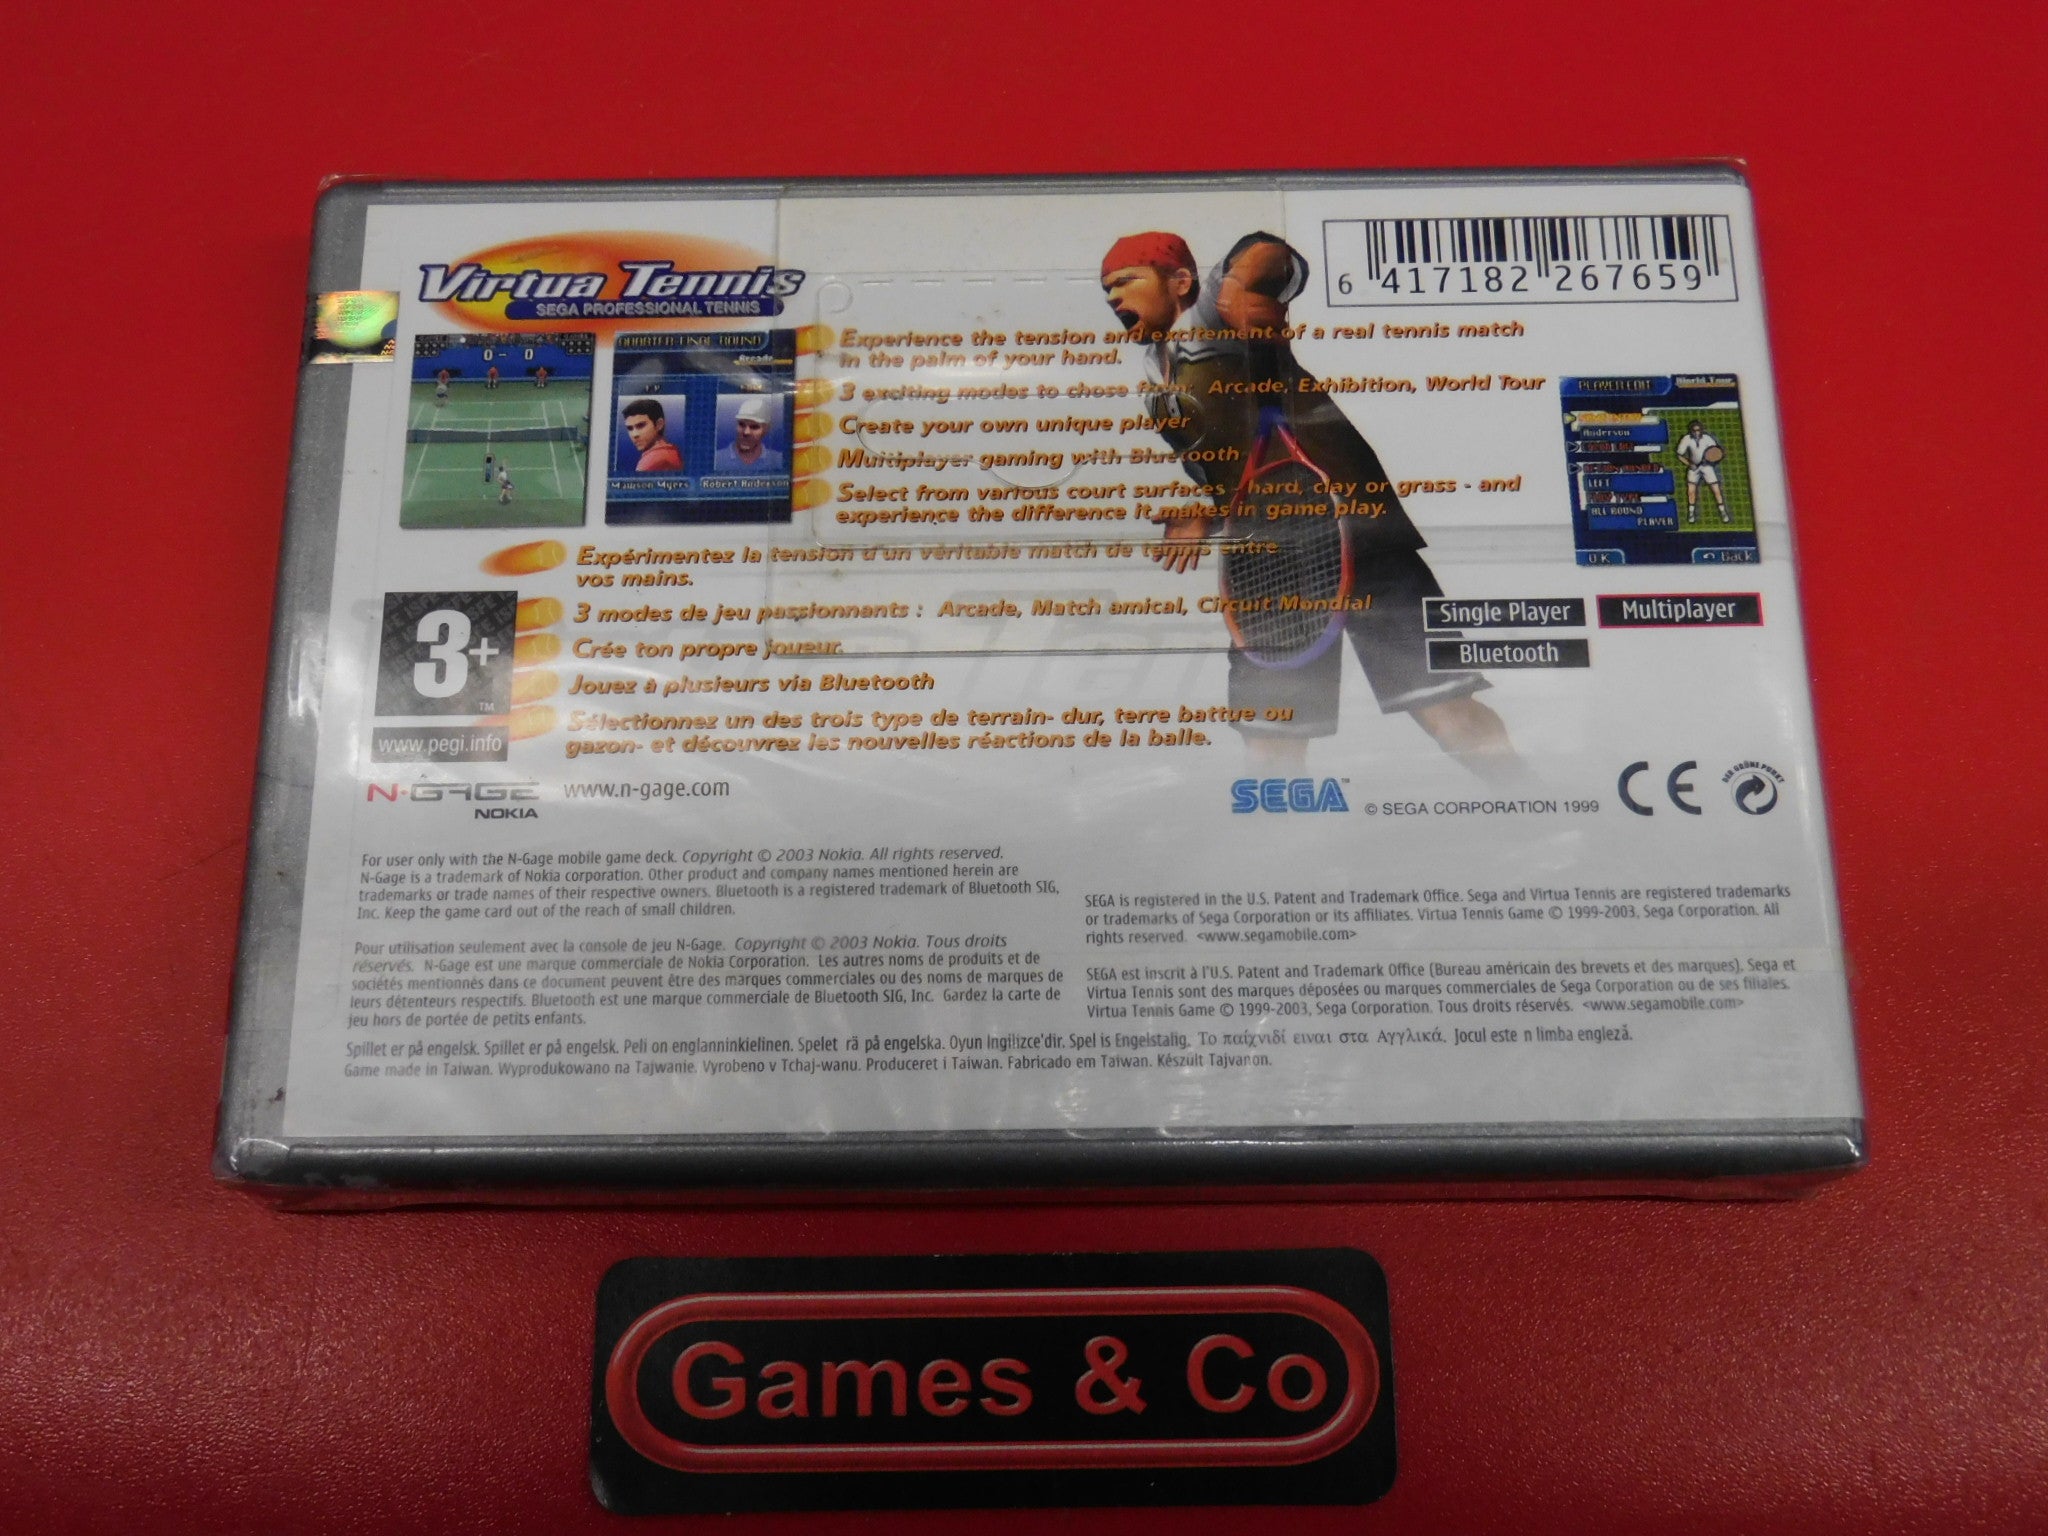 Virtua Tennis
SEGA PROFESSIONAL TENNIS
6 417182 267659
0 - 0
QUARTER FINAL ROUND
Arcade
Mawson Myers
Robert Anderson
Experience the tension and excitement of a real tennis match
in the palm of your hand.
3 exciting modes to chose from: Arcade, Exhibition, World Tour
Create your own unique player
Multiplayer gaming with Bluetooth
Select from various court surfaces - hard, clay or grass - and
experience the difference it makes in game play.
PLAYER EDIT
World Tour
Anderson
LEFT
PLAY TYPE
ALL ROUND
PLAYER
OK
Back
Expérimentez la tension d'un véritable match de tennis entre
vos mains.
3 modes de jeu passionnants : Arcade, Match amical, Circuit Mondial
Crée ton propre joueur.
Jouez à plusieurs via Bluetooth
Sélectionnez un des trois type de terrain- dur, terre battue ou
gazon- et découvrez les nouvelles réactions de la balle.
Single Player
Multiplayer
Bluetooth
ISFE
3+
TM
www.pegi.info
N-GAGE
NOKIA
www.n-gage.com
SEGA™
© SEGA CORPORATION 1999
CE
DER GRÜNE PUNKT
For user only with the N-Gage mobile game deck. Copyright © 2003 Nokia. All rights reserved.
N-Gage is a trademark of Nokia corporation. Other product and company names mentioned herein are
trademarks or trade names of their respective owners. Bluetooth is a registered trademark of Bluetooth SIG,
Inc. Keep the game card out of the reach of small children.
Pour utilisation seulement avec la console de jeu N-Gage. Copyright © 2003 Nokia. Tous droits
réservés. N-Gage est une marque commerciale de Nokia Corporation. Les autres noms de produits et de
sociétés mentionnés dans ce document peuvent être des marques commerciales ou des noms de marques de
leurs détenteurs respectifs. Bluetooth est une marque commerciale de Bluetooth SIG, Inc. Gardez la carte de
jeu hors de portée de petits enfants.
SEGA is registered in the U.S. Patent and Trademark Office. Sega and Virtua Tennis are registered trademarks
or trademarks of Sega Corporation or its affiliates. Virtua Tennis Game © 1999-2003, Sega Corporation. All
rights reserved. <www.segamobile.com>
SEGA est inscrit à l'U.S. Patent and Trademark Office (Bureau américain des brevets et des marques). Sega et
Virtua Tennis sont des marques déposées ou marques commerciales de Sega Corporation ou de ses filiales.
Virtua Tennis Game © 1999-2003, Sega Corporation. Tous droits réservés. <www.segamobile.com>
Spillet er på engelsk. Spillet er på engelsk. Peli on englanninkielinen. Spelet rä på engelska. Oyun Ingilizce'dir. Spel is Engelstalig. Το παίχνιδί ειναι στα Αγγλικά. Jocul este n limba engleză.
Game made in Taiwan. Wyprodukowano na Tajwanie. Vyrobeno v Tchaj-wanu. Produceret i Taiwan. Fabricado em Taiwan. Készült Tajvanon.
Games & Co